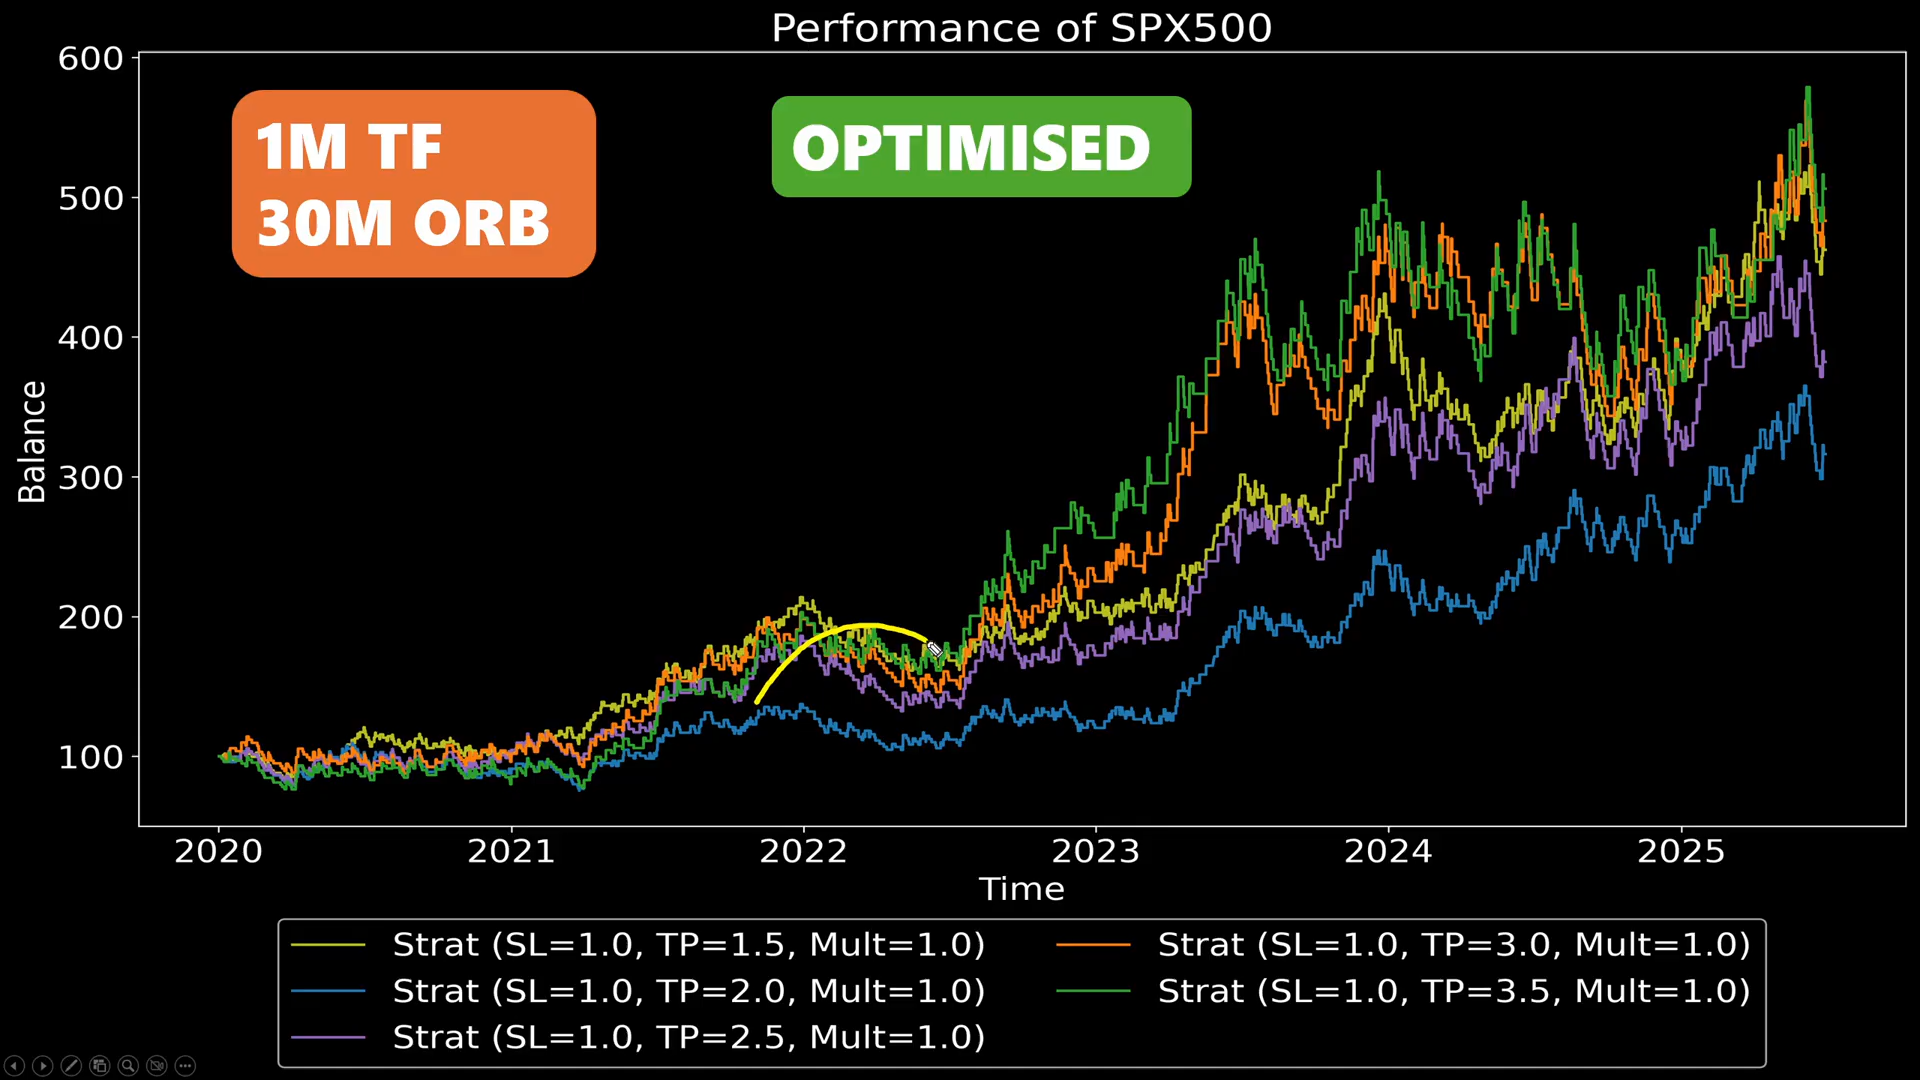 Performance of SPX500
1M TF
30M ORB
OPTIMISED
600
500
400
300
200
100
Balance
2020 2021 2022 2023 2024 2025
Time
Strat (SL=1.0, TP=1.5, Mult=1.0)
Strat (SL=1.0, TP=2.0, Mult=1.0)
Strat (SL=1.0, TP=2.5, Mult=1.0)
Strat (SL=1.0, TP=3.0, Mult=1.0)
Strat (SL=1.0, TP=3.5, Mult=1.0)